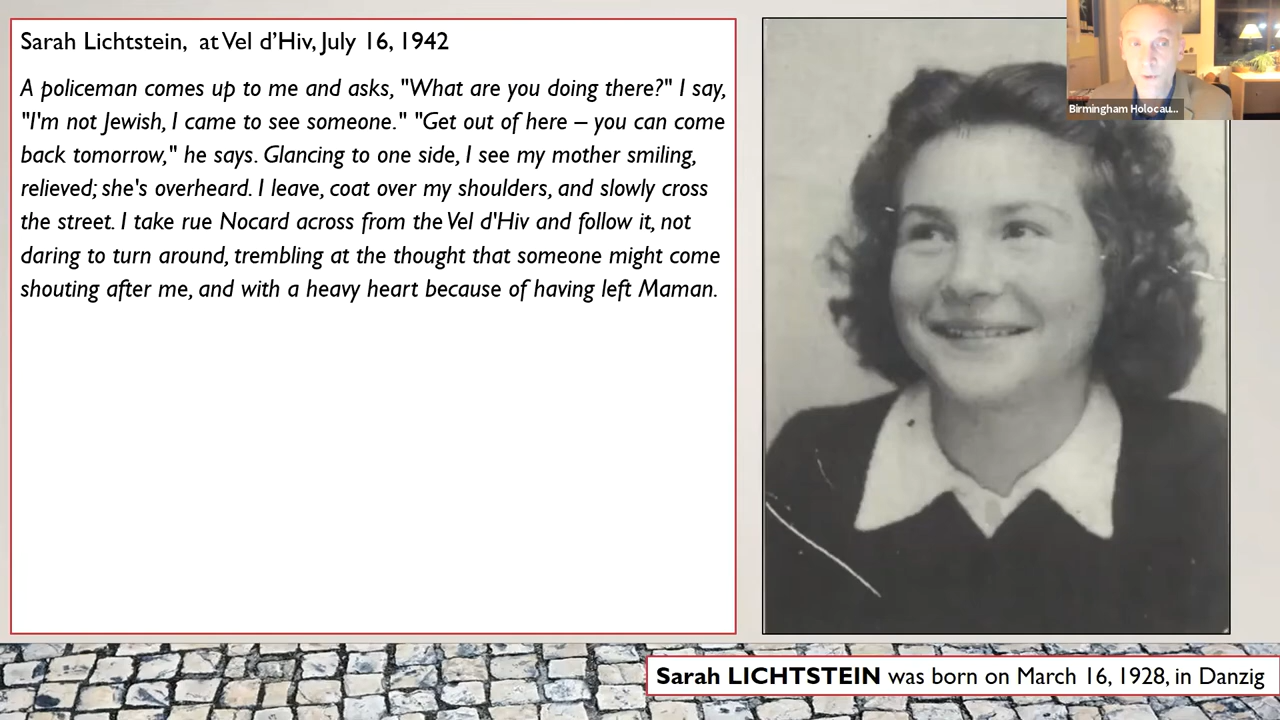 Sarah Lichtstein, at Vel d'Hiv, July 16, 1942
A policeman comes up to me and asks, "What are you doing there?" I say,
"I'm not Jewish, I came to see someone." "Get out of here – you can come
back tomorrow," he says. Glancing to one side, I see my mother smiling,
relieved; she's overheard. I leave, coat over my shoulders, and slowly cross
the street. I take rue Nocard across from the Vel d'Hiv and follow it, not
daring to turn around, trembling at the thought that someone might come
shouting after me, and with a heavy heart because of having left Maman.
Birmingham Holocau...
Sarah LICHTSTEIN was born on March 16, 1928, in Danzig